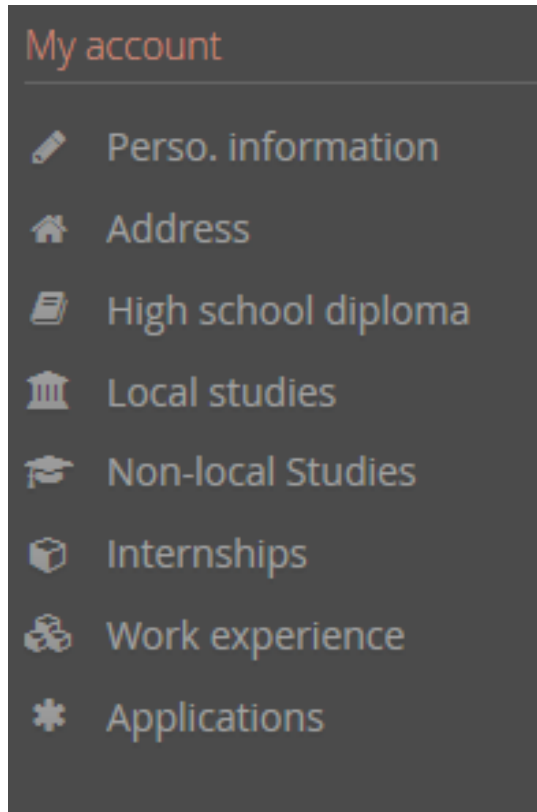 My account
Perso. information
Address
High school diploma
Local studies
Non-local Studies
Internships
Work experience
Applications